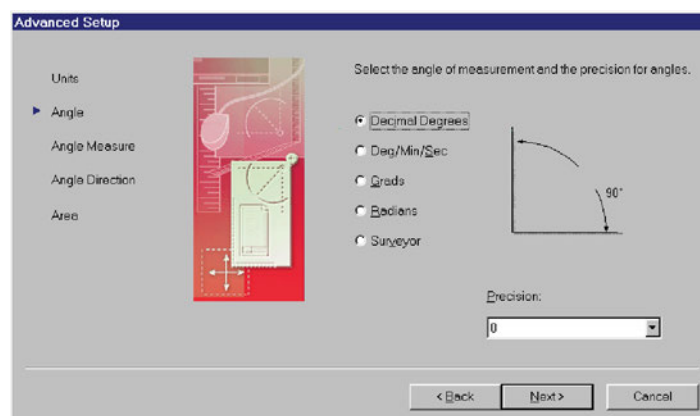 Advanced Setup
Units
Angle
Angle Measure
Angle Direction
Area
Select the angle of measurement and the precision for angles.
Decimal Degrees
Deg/Min/Sec
Grads
Radians
Surveyor
90°
Precision:
0
< Back
Next >
Cancel